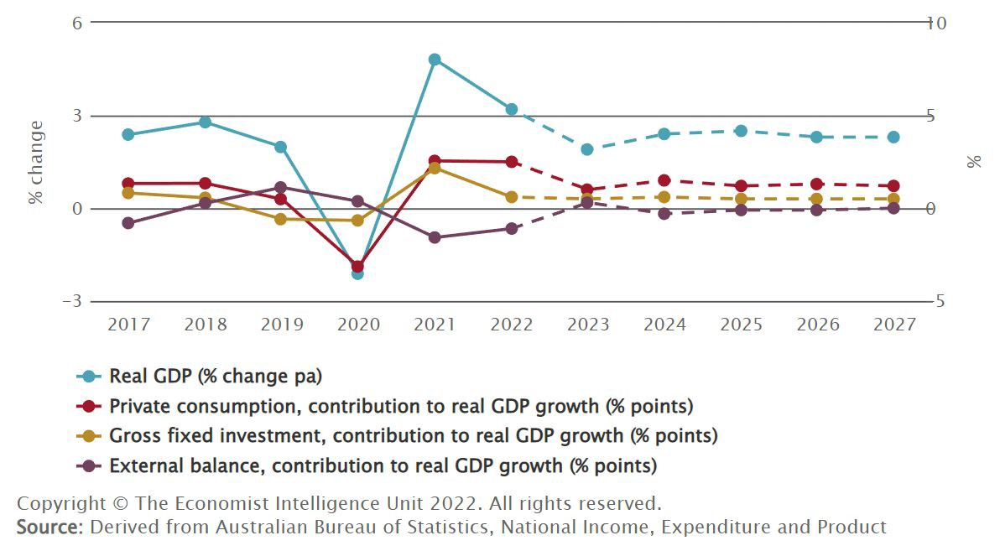 6
10
3
5
% change
%
0
0
−3
-5
2017 2018 2019 2020 2021 2022 2023 2024 2025 2026 2027
Real GDP (% change pa)
Private consumption, contribution to real GDP growth (% points)
Gross fixed investment, contribution to real GDP growth (% points)
External balance, contribution to real GDP growth (% points)
Copyright © The Economist Intelligence Unit 2022. All rights reserved.
Source: Derived from Australian Bureau of Statistics, National Income, Expenditure and Product